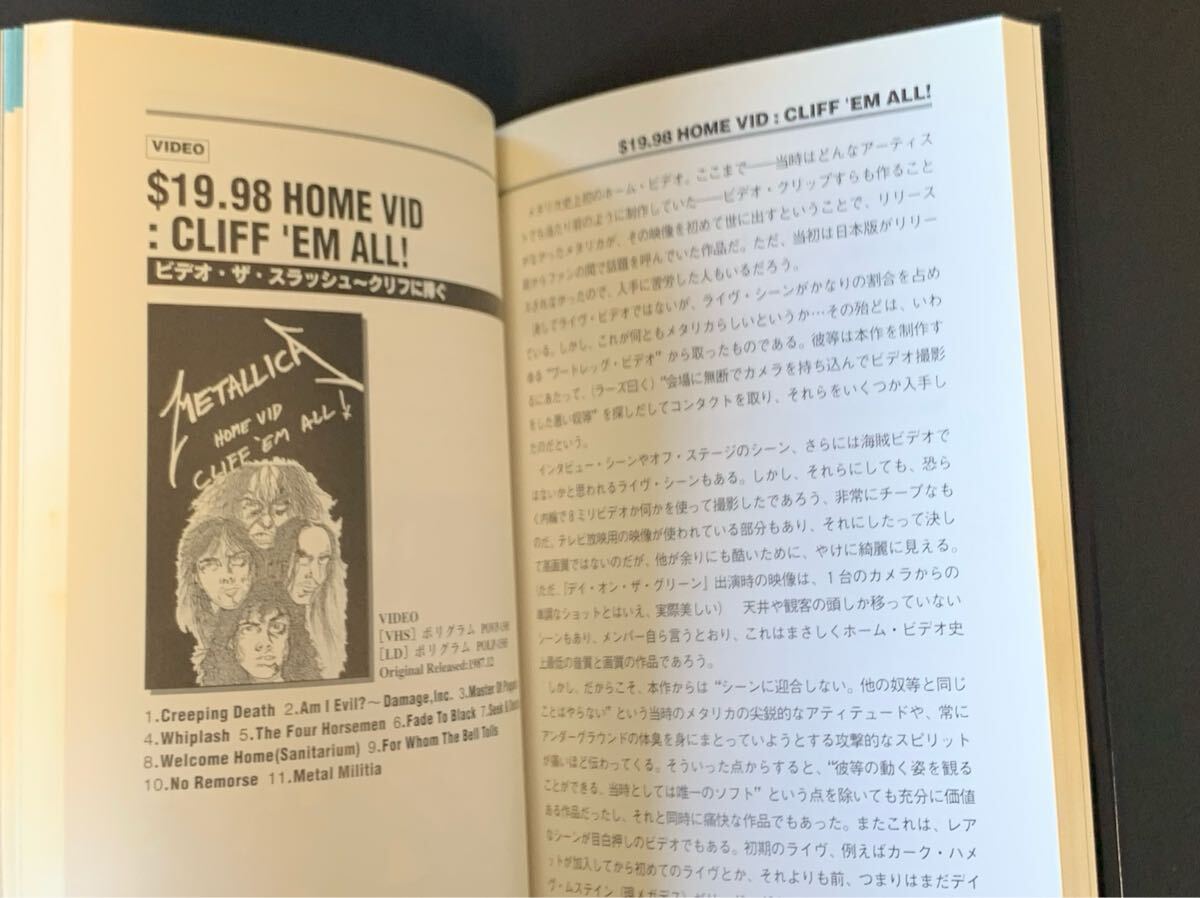 VIDEO
$19.98 HOME VID
: CLIFF 'EM ALL!
ビデオ・ザ・スラッシュ~クリフに捧ぐ
METALLICA
HOME VID
CLIFF 'EM ALL!
VIDEO
[VHS] ポリグラム
[LD] ポリグラム
Original Released:1987.12
1.Creeping Death 2.Am I Evil?~Damage,Inc. 3.Master Of
4.Whiplash 5.The Four Horsemen 6.Fade To Black 7.Seek &
8.Welcome Home(Sanitarium) 9.For Whom The Bell Tolls
10.No Remorse 11.Metal Militia
$19.98 HOME VID : CLIFF 'EM ALL!
メタリカ史上初のホーム・ビデオ。ここまで――当時はどんなアーティス
トでも当たり前のように制作していた――ビデオ・クリップすらも作ること
がなかったメタリカが、その映像を初めて世に出すということで、リリース
前からファンの間で話題を呼んでいた作品だ。ただ、当初は日本版がリリー
スされなかったので、入手に苦労した人もいるだろう。
決してライヴ・ビデオではないが、ライヴ・シーンがかなりの割合を占め
ている。しかし、これが何ともメタリカらしいというか…その殆どは、いわ
ゆる“ブートレッグ・ビデオ”から取ったものである。彼等は本作を制作す
るにあたって、(ラーズ曰く)“会場に無断でカメラを持ち込んでビデオ撮影
をした悪い奴等”を探しだしてコンタクトを取り、それらをいくつか入手し
たのだという。
インタビュー・シーンやオフ・ステージのシーン、さらには海賊ビデオで
はないかと思われるライヴ・シーンもある。しかし、それらにしても、恐ら
く内輪で8ミリビデオか何かを使って撮影したであろう、非常にチープなも
のだ。テレビ放映用の映像が使われている部分もあり、それにしたって決し
て高画質ではないのだが、他が余りにも酷いために、やけに綺麗に見える。
(ただ、『デイ・オン・ザ・グリーン』出演時の映像は、1台のカメラからの
単調なショットとはいえ、実際美しい) 天井や観客の頭しか移っていない
シーンもあり、メンバー自ら言うとおり、これはまさしくホーム・ビデオ史
上最低の音質と画質の作品であろう。
しかし、だからこそ、本作からは“シーンに迎合しない。他の奴等と同じ
ことはやらない”という当時のメタリカの尖鋭的なアティテュードや、常に
アンダーグラウンドの体臭を身にまとっていようとする攻撃的なスピリット
が痛いほど伝わってくる。そういった点からすると、“彼等の動く姿を観る
ことができる、当時としては唯一のソフト”という点を除いても充分に価値
ある作品だったし、それと同時に痛快な作品でもあった。またこれは、レア
なシーンが目白押しのビデオでもある。初期のライヴ、例えばカーク・ハメ
ットが加入してから初めてのライヴとか、それよりも前、つまりはまだデイ
ヴ・ムステイン(現メガデス)が